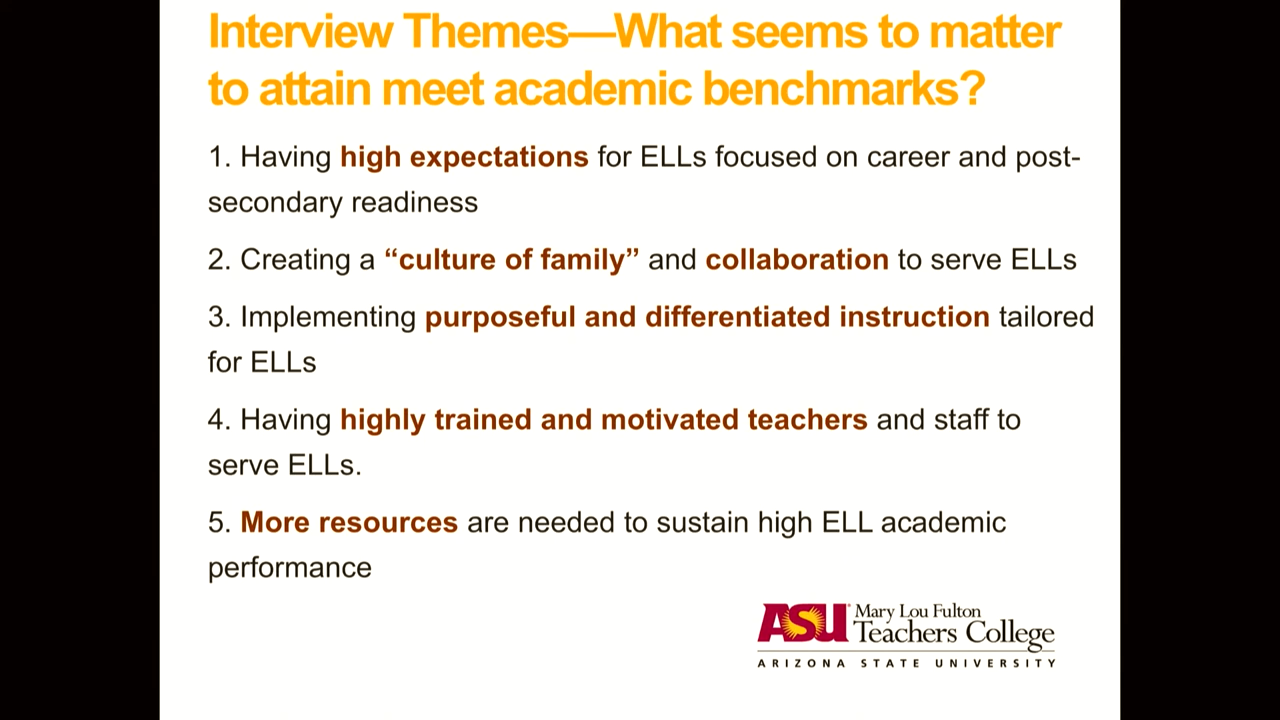 Interview Themes—What seems to matter
to attain meet academic benchmarks?
1. Having high expectations for ELLs focused on career and post-
secondary readiness
2. Creating a “culture of family” and collaboration to serve ELLs
3. Implementing purposeful and differentiated instruction tailored
for ELLs
4. Having highly trained and motivated teachers and staff to
serve ELLs.
5. More resources are needed to sustain high ELL academic
performance
ASU Mary Lou Fulton
Teachers College
ARIZONA STATE UNIVERSITY